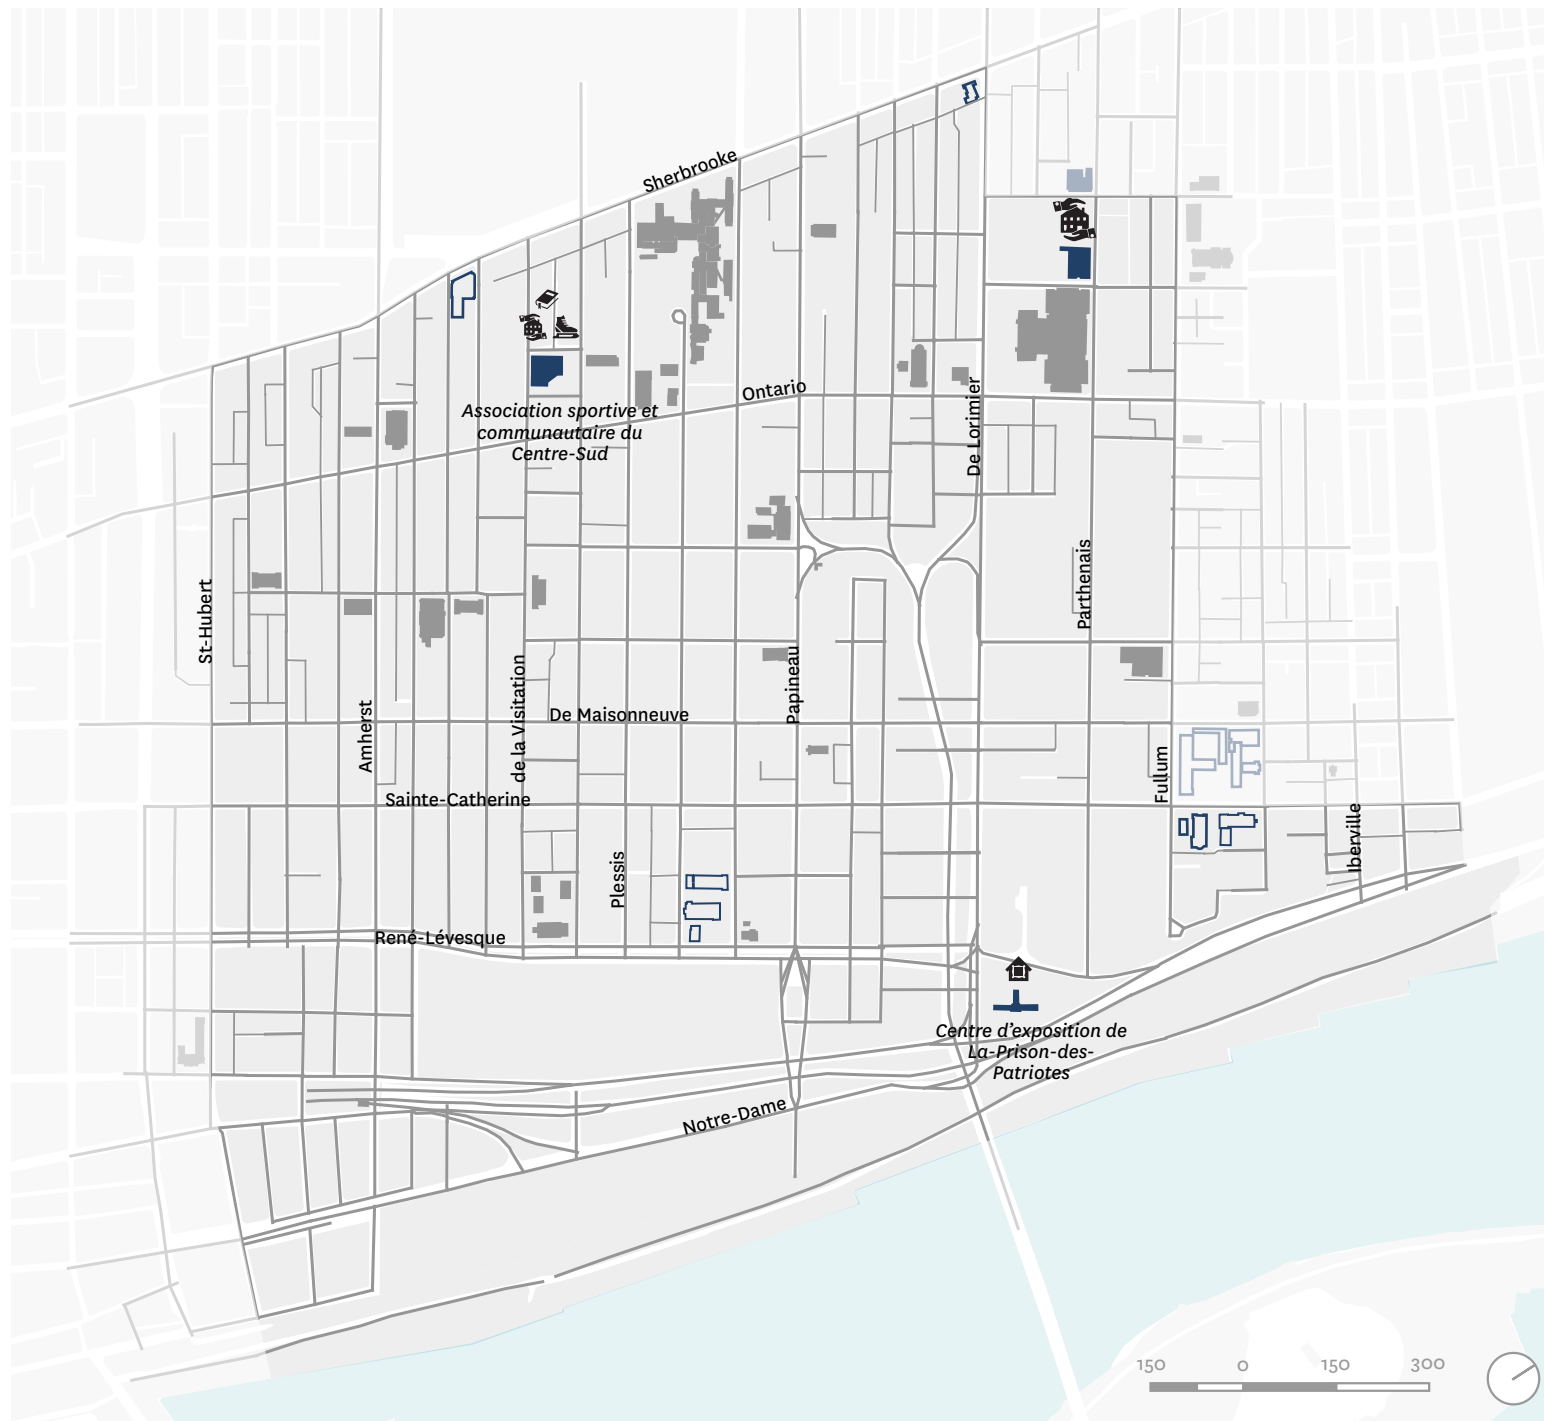 Sherbrooke
Ontario
Association sportive et
communautaire du
Centre-Sud
De Lorimier
Parthenais
St-Hubert
Amherst
de la Visitation
De Maisonneuve
Papineau
Fullum
Sainte-Catherine
Plessis
Iberville
René-Lévesque
Centre d’exposition de
La-Prison-des-
Patriotes
Notre-Dame
150 0 150 300